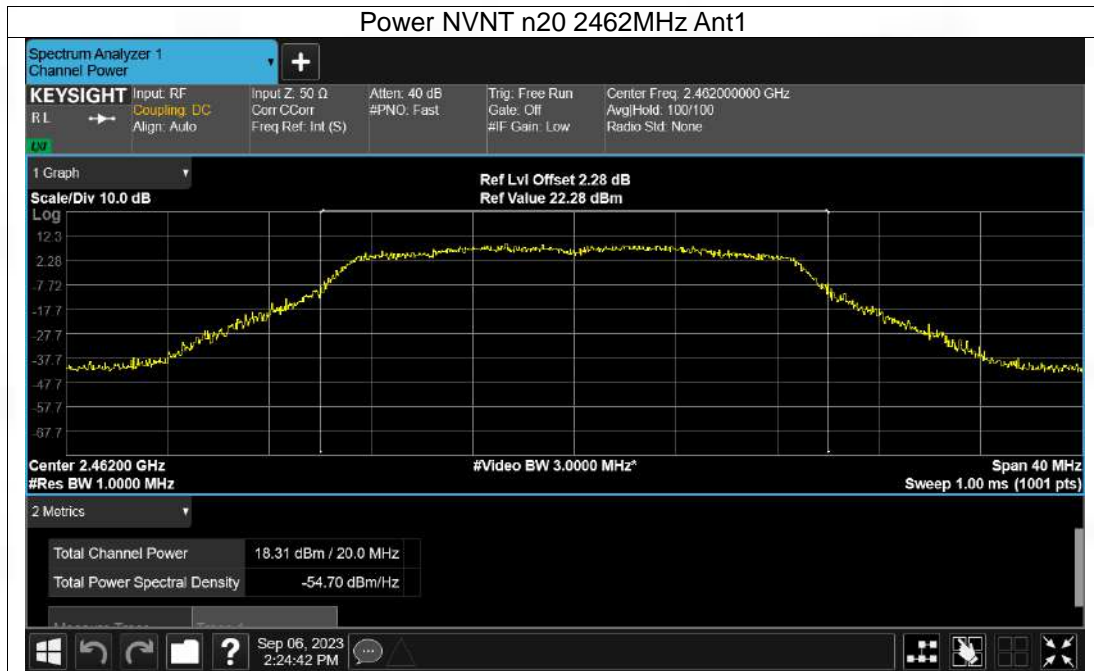 Power NVNT n20 2462MHz Ant1
Spectrum Analyzer 1
Channel Power
+
KEYSIGHT Input: RF Input Z: 50 Ω Atten: 40 dB Trig: Free Run Center Freq: 2.462000000 GHz
R L Coupling: DC Corr CCorr #PNO: Fast Gate: Off Avg|Hold: 100/100
Align: Auto Freq Ref: Int (S) #IF Gain: Low Radio Std: None
LXI
1 Graph
Ref Lvl Offset 2.28 dB
Scale/Div 10.0 dB Ref Value 22.28 dBm
Log
12.3
2.28
-7.72
-17.7
-27.7
-37.7
-47.7
-57.7
-67.7
Center 2.46200 GHz #Video BW 3.0000 MHz* Span 40 MHz
#Res BW 1.0000 MHz Sweep 1.00 ms (1001 pts)
2 Metrics
Total Channel Power 18.31 dBm / 20.0 MHz
Total Power Spectral Density -54.70 dBm/Hz
? Sep 06, 2023
2:24:42 PM